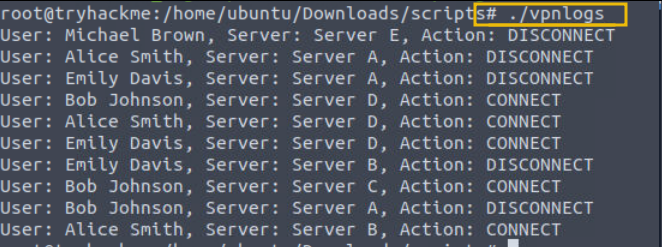 root@tryhackme:/home/ubuntu/Downloads/scripts# ./vpnlogs
User: Michael Brown, Server: Server E, Action: DISCONNECT
User: Alice Smith, Server: Server A, Action: DISCONNECT
User: Emily Davis, Server: Server A, Action: DISCONNECT
User: Bob Johnson, Server: Server D, Action: CONNECT
User: Alice Smith, Server: Server D, Action: CONNECT
User: Emily Davis, Server: Server D, Action: CONNECT
User: Emily Davis, Server: Server B, Action: DISCONNECT
User: Bob Johnson, Server: Server C, Action: CONNECT
User: Bob Johnson, Server: Server A, Action: DISCONNECT
User: Alice Smith, Server: Server B, Action: CONNECT